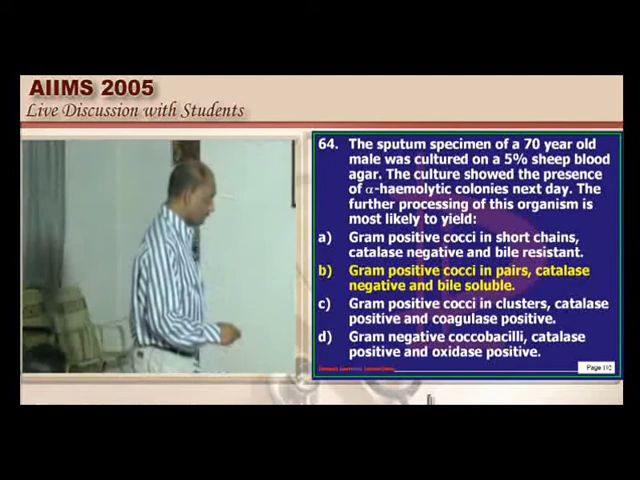 AIIMS 2005
Live Discussion with Students
64. The sputum specimen of a 70 year old
male was cultured on a 5% sheep blood
agar. The culture showed the presence
of α-haemolytic colonies next day. The
further processing of this organism is
most likely to yield:
a) Gram positive cocci in short chains,
catalase negative and bile resistant.
b) Gram positive cocci in pairs, catalase
negative and bile soluble.
c) Gram positive cocci in clusters, catalase
positive and coagulase positive.
d) Gram negative coccobacilli, catalase
positive and oxidase positive.
Page 192